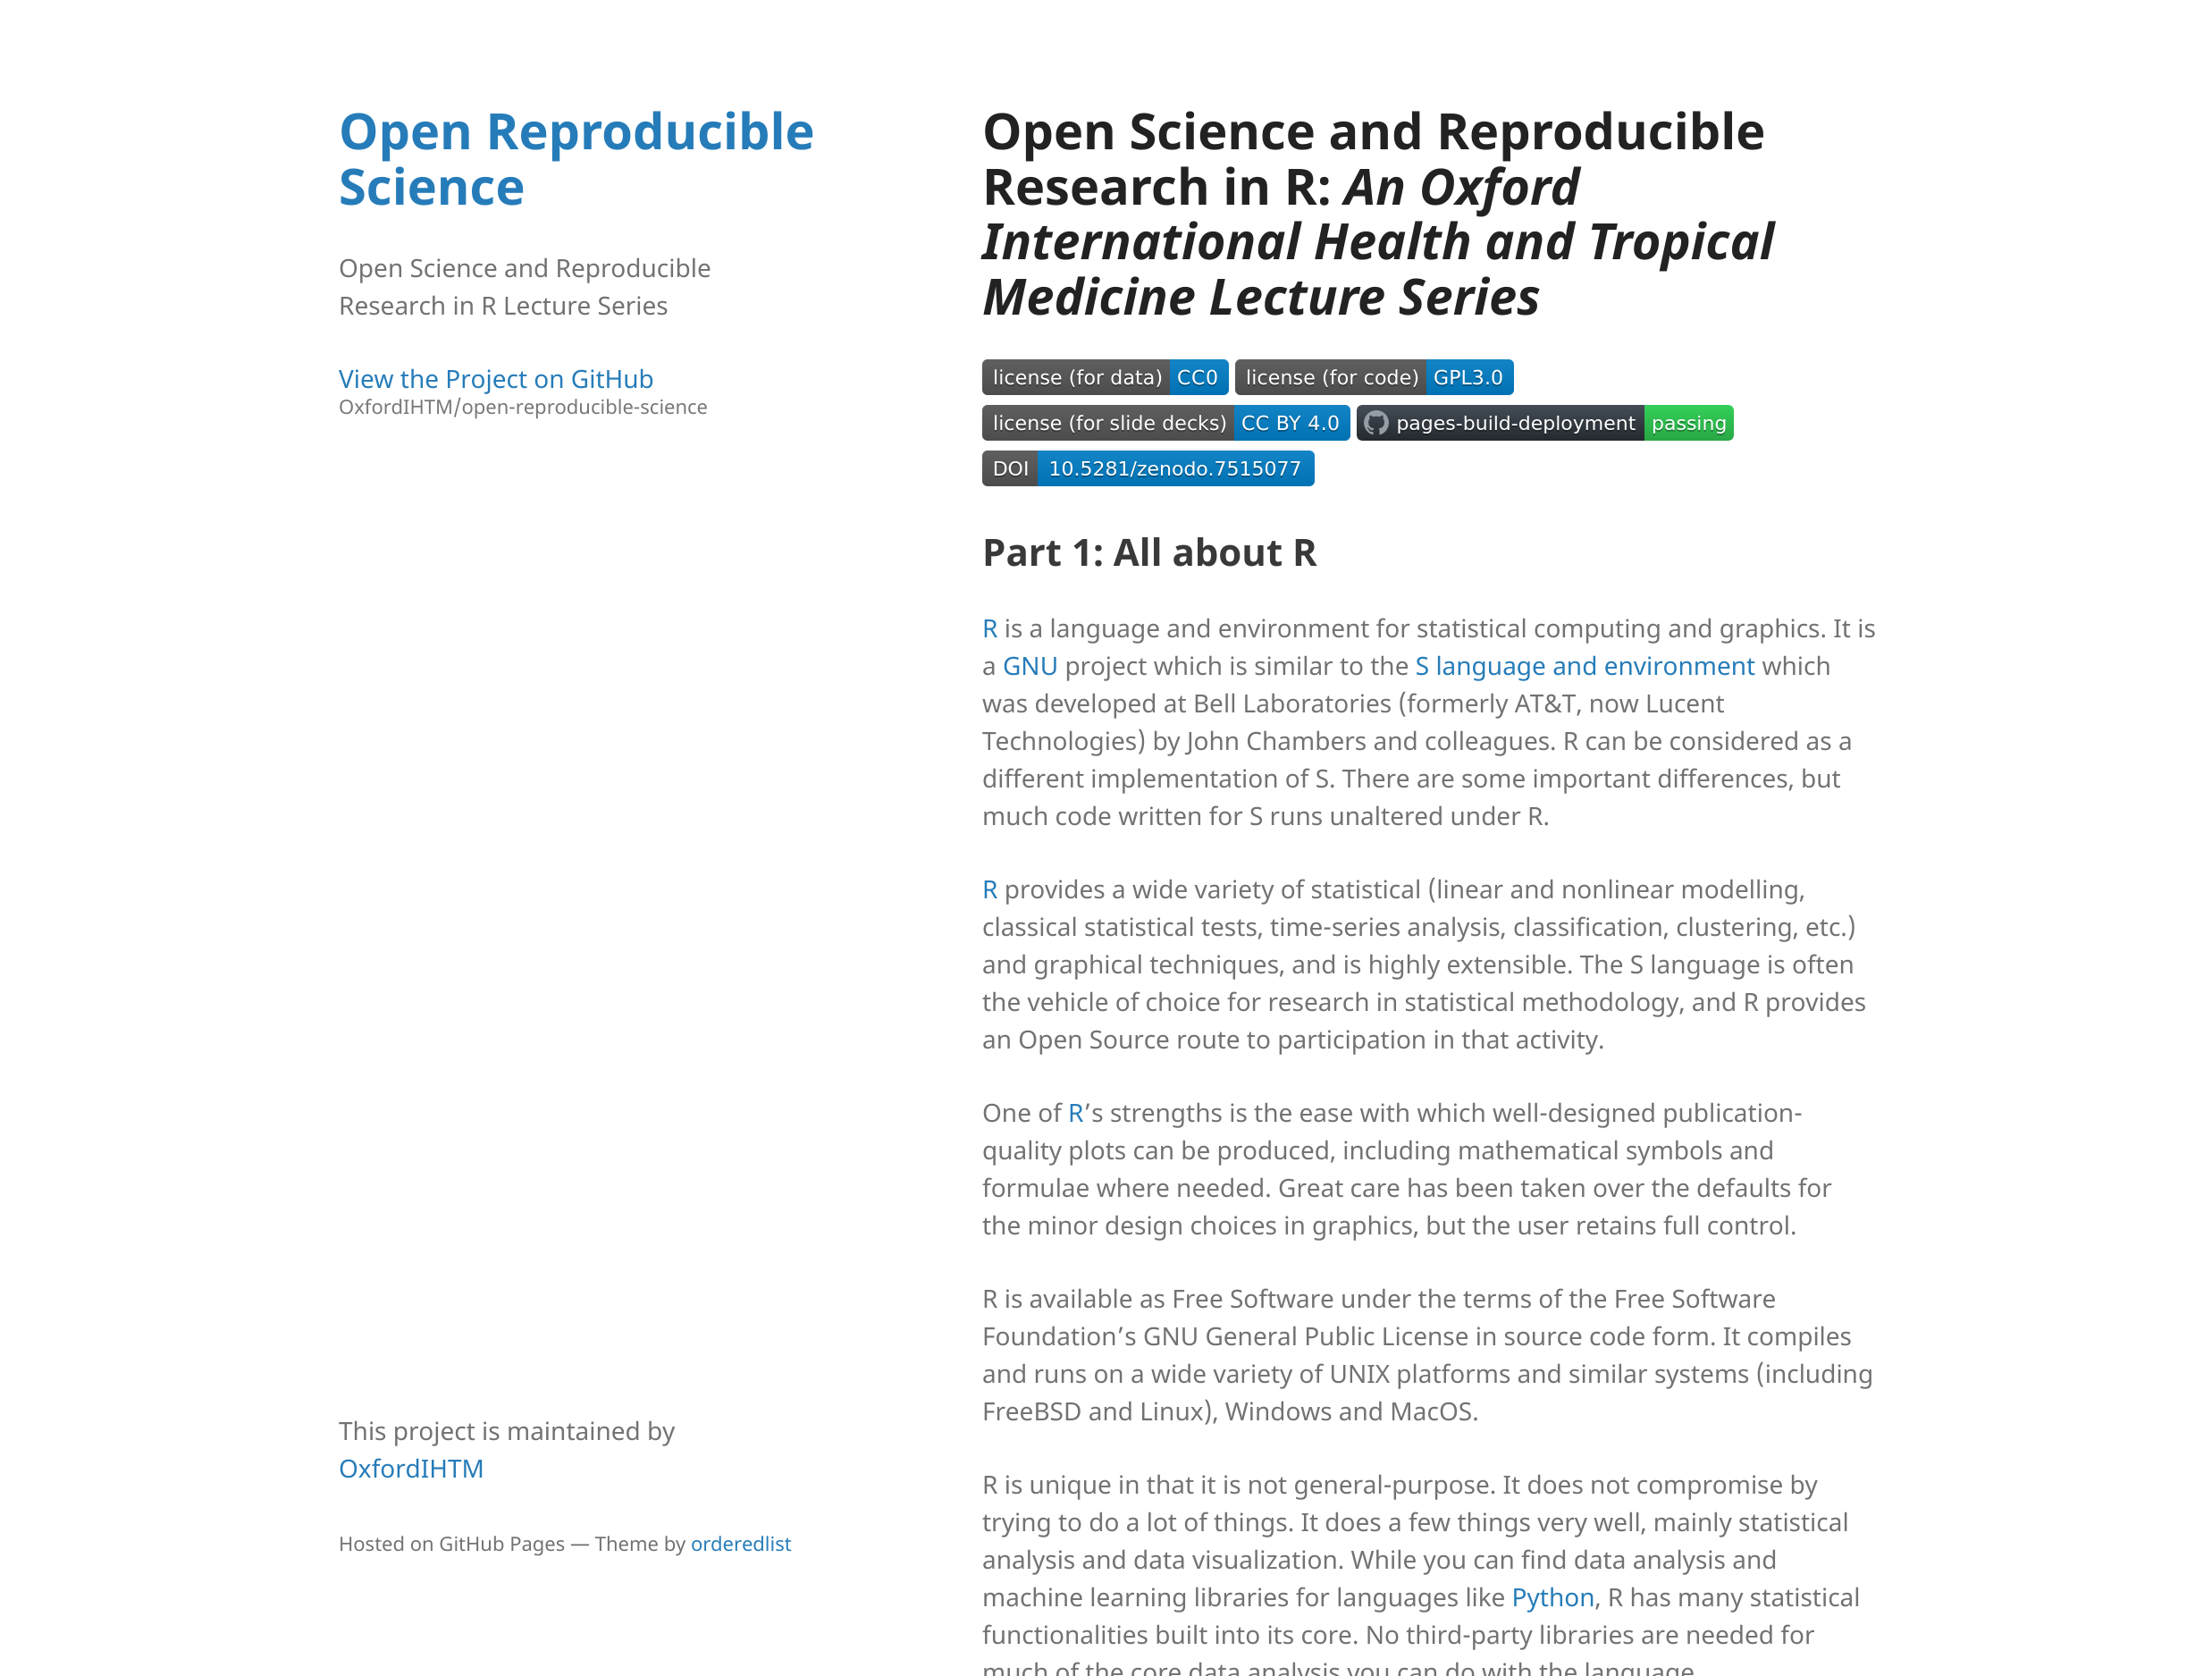 Open Reproducible
Science
Open Science and Reproducible
Research in R Lecture Series
View the Project on GitHub
OxfordIHTM/open-reproducible-science
This project is maintained by
OxfordIHTM
Hosted on GitHub Pages — Theme by orderedlist
Open Science and Reproducible
Research in R: An Oxford
International Health and Tropical
Medicine Lecture Series
license (for data) CC0 license (for code) GPL3.0
license (for slide decks) CC BY 4.0 pages-build-deployment passing
DOI 10.5281/zenodo.7515077
Part 1: All about R
R is a language and environment for statistical computing and graphics. It is
a GNU project which is similar to the S language and environment which
was developed at Bell Laboratories (formerly AT&T, now Lucent
Technologies) by John Chambers and colleagues. R can be considered as a
different implementation of S. There are some important differences, but
much code written for S runs unaltered under R.
R provides a wide variety of statistical (linear and nonlinear modelling,
classical statistical tests, time-series analysis, classification, clustering, etc.)
and graphical techniques, and is highly extensible. The S language is often
the vehicle of choice for research in statistical methodology, and R provides
an Open Source route to participation in that activity.
One of R’s strengths is the ease with which well-designed publication-
quality plots can be produced, including mathematical symbols and
formulae where needed. Great care has been taken over the defaults for
the minor design choices in graphics, but the user retains full control.
R is available as Free Software under the terms of the Free Software
Foundation’s GNU General Public License in source code form. It compiles
and runs on a wide variety of UNIX platforms and similar systems (including
FreeBSD and Linux), Windows and MacOS.
R is unique in that it is not general-purpose. It does not compromise by
trying to do a lot of things. It does a few things very well, mainly statistical
analysis and data visualization. While you can find data analysis and
machine learning libraries for languages like Python, R has many statistical
functionalities built into its core. No third-party libraries are needed for
much of the core data analysis you can do with the language.